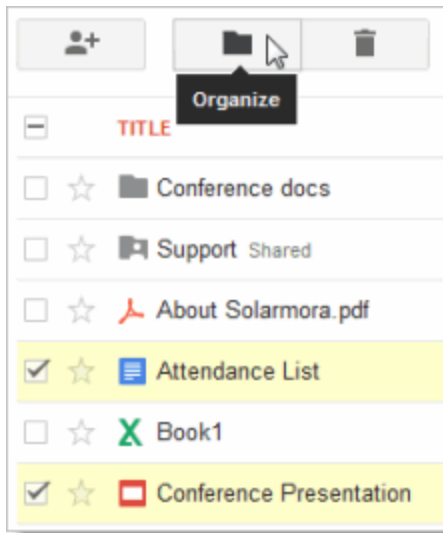 Organize
TITLE
Conference docs
Support Shared
About Solarmora.pdf
Attendance List
Book1
Conference Presentation